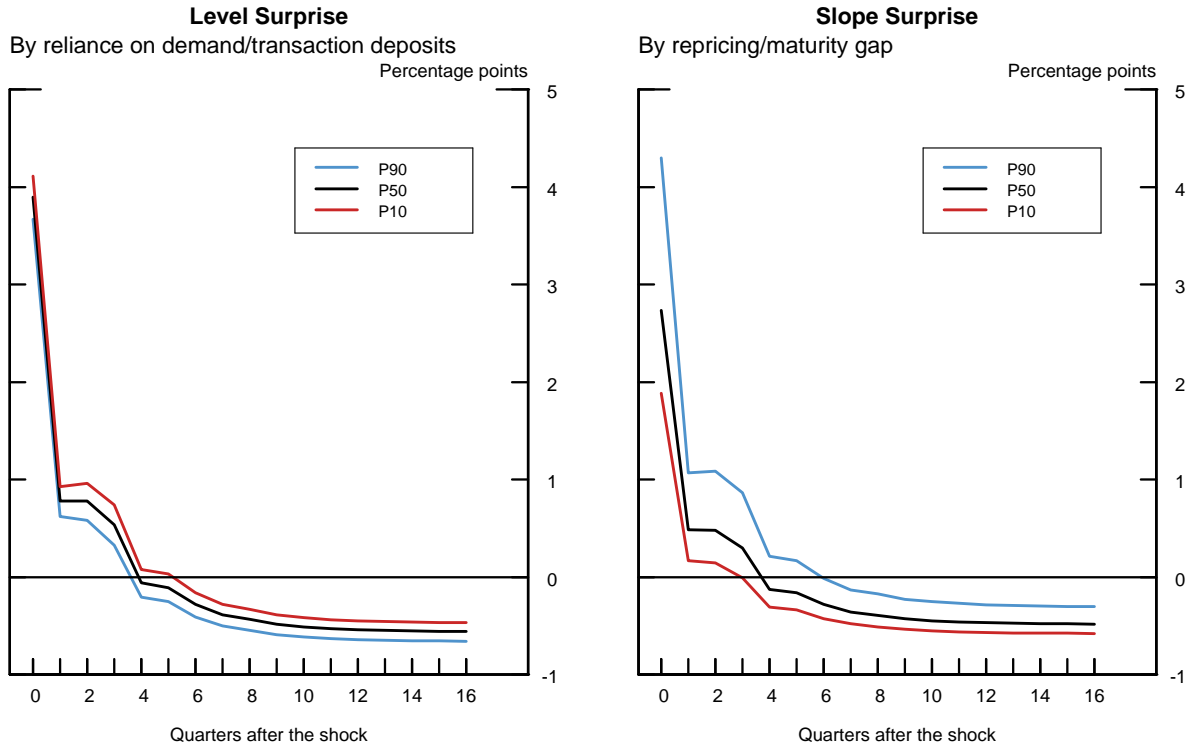 Level Surprise
By reliance on demand/transaction deposits
Percentage points
P90
P50
P10
5
4
3
2
1
0
-1
0 2 4 6 8 10 12 14 16
Quarters after the shock
Slope Surprise
By repricing/maturity gap
Percentage points
P90
P50
P10
5
4
3
2
1
0
-1
0 2 4 6 8 10 12 14 16
Quarters after the shock